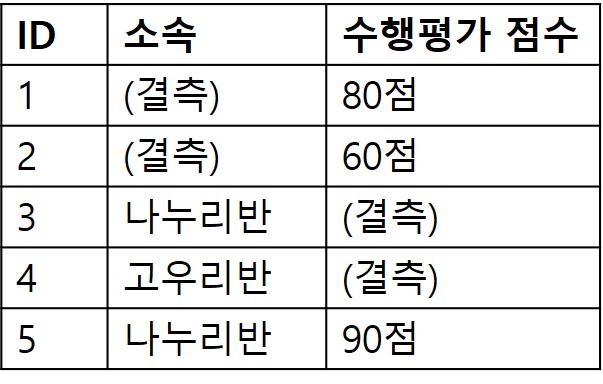 ID 소속 수행평가 점수
1 (결측) 80점
2 (결측) 60점
3 나누리반 (결측)
4 고우리반 (결측)
5 나누리반 90점